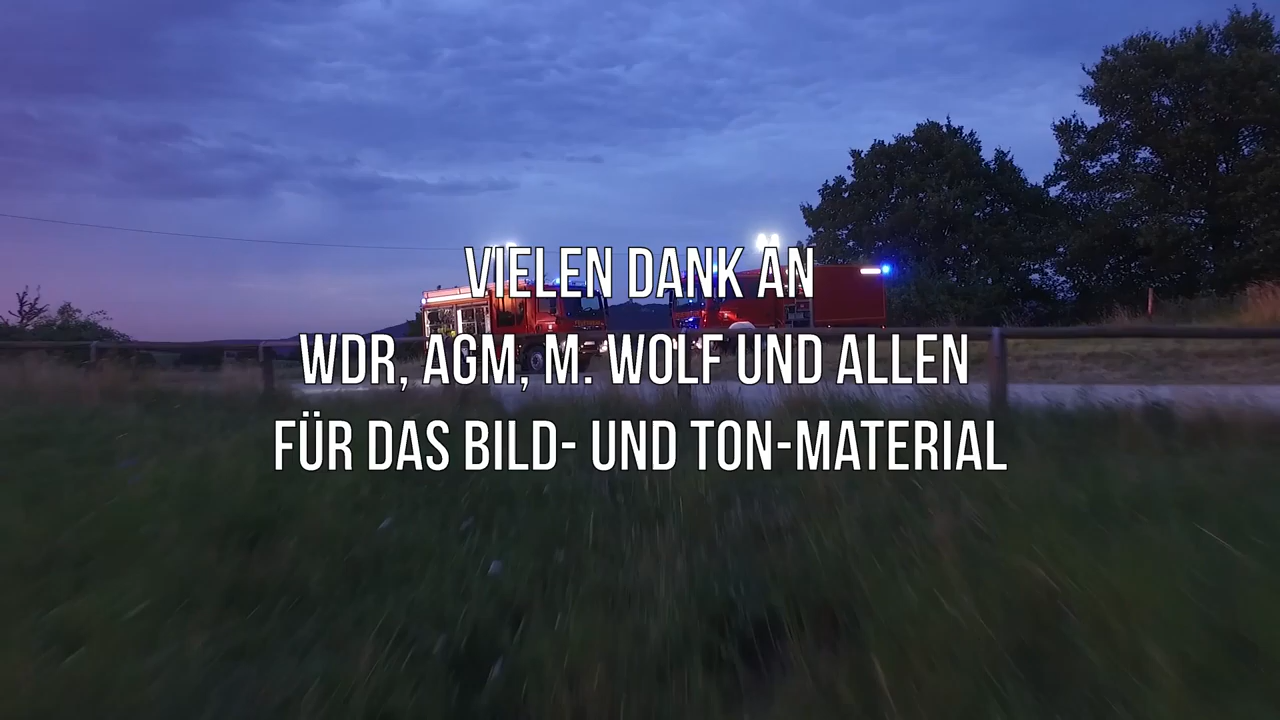 VIELEN DANK AN
WDR, AGM, M. WOLF UND ALLEN
FÜR DAS BILD- UND TON-MATERIAL